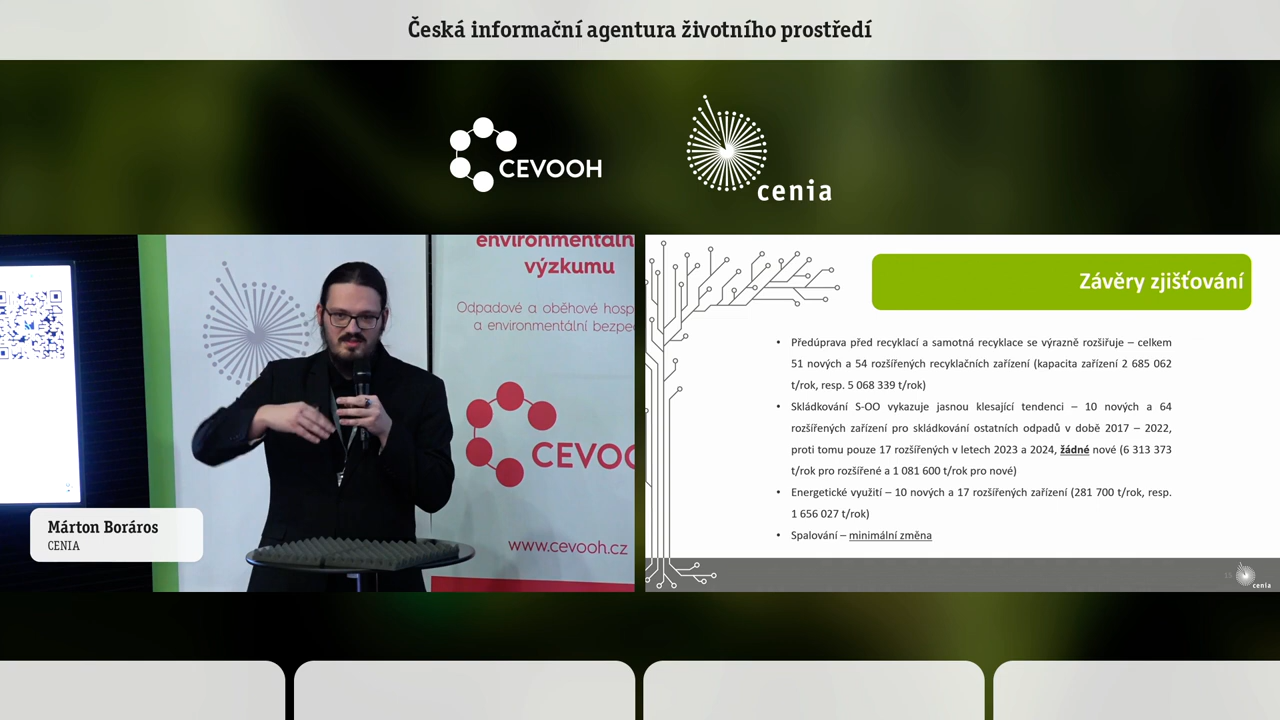 Česká informační agentura životního prostředí
CEVOOH
cenia
environmentáln
výzkumu
Odpadové a oběhové hosp
a environmentální bezpe
CEVOO
www.cevooh.cz
Márton Boráros
CENIA
Závěry zjišťování
• Předúprava před recyklací a samotná recyklace se výrazně rozšiřuje – celkem
51 nových a 54 rozšířených recyklačních zařízení (kapacita zařízení 2 685 062
t/rok, resp. 5 068 339 t/rok)
• Skládkování S-OO vykazuje jasnou klesající tendenci – 10 nových a 64
rozšířených zařízení pro skládkování ostatních odpadů v době 2017 – 2022,
proti tomu pouze 17 rozšířených v letech 2023 a 2024, žádné nové (6 313 373
t/rok pro rozšířené a 1 081 600 t/rok pro nové)
• Energetické využití – 10 nových a 17 rozšířených zařízení (281 700 t/rok, resp.
1 656 027 t/rok)
• Spalování – minimální změna
cenia